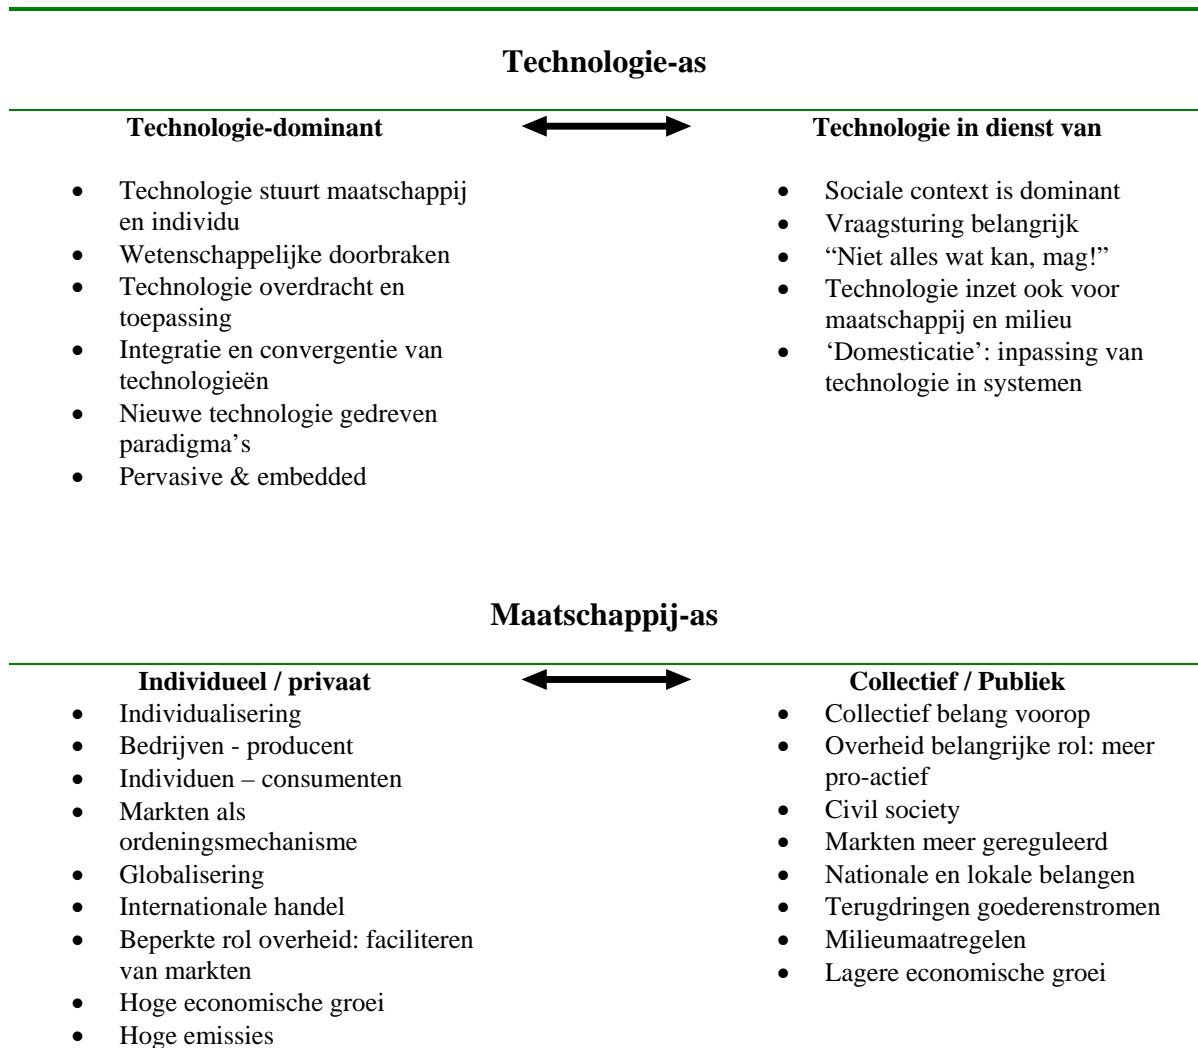 Technologie-as
Technologie-dominant
• Technologie stuurt maatschappij
en individu
• Wetenschappelijke doorbraken
• Technologie overdracht en
toepassing
• Integratie en convergentie van
technologieën
• Nieuwe technologie gedreven
paradigma’s
• Pervasive & embedded
Technologie in dienst van
• Sociale context is dominant
• Vraagsturing belangrijk
• “Niet alles wat kan, mag!”
• Technologie inzet ook voor
maatschappij en milieu
• ‘Domesticatie’: inpassing van
technologie in systemen
Maatschappij-as
Individueel / privaat
• Individualisering
• Bedrijven - producent
• Individuen – consumenten
• Markten als
ordeningsmechanisme
• Globalisering
• Internationale handel
• Beperkte rol overheid: faciliteren
van markten
• Hoge economische groei
• Hoge emissies
Collectief / Publiek
• Collectief belang voorop
• Overheid belangrijke rol: meer
pro-actief
• Civil society
• Markten meer gereguleerd
• Nationale en lokale belangen
• Terugdringen goederenstromen
• Milieumaatregelen
• Lagere economische groei